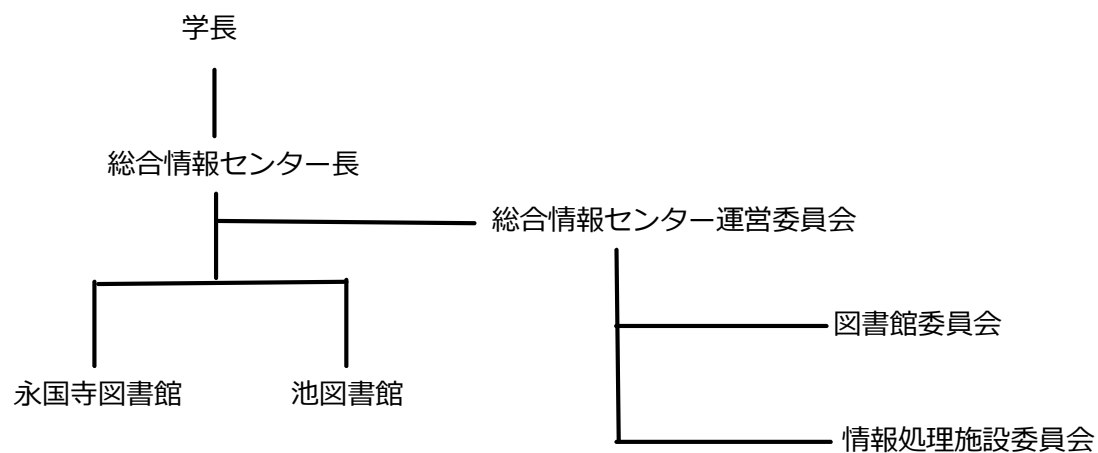 学長
総合情報センター長
総合情報センター運営委員会
図書館委員会
永国寺図書館
池図書館
情報処理施設委員会